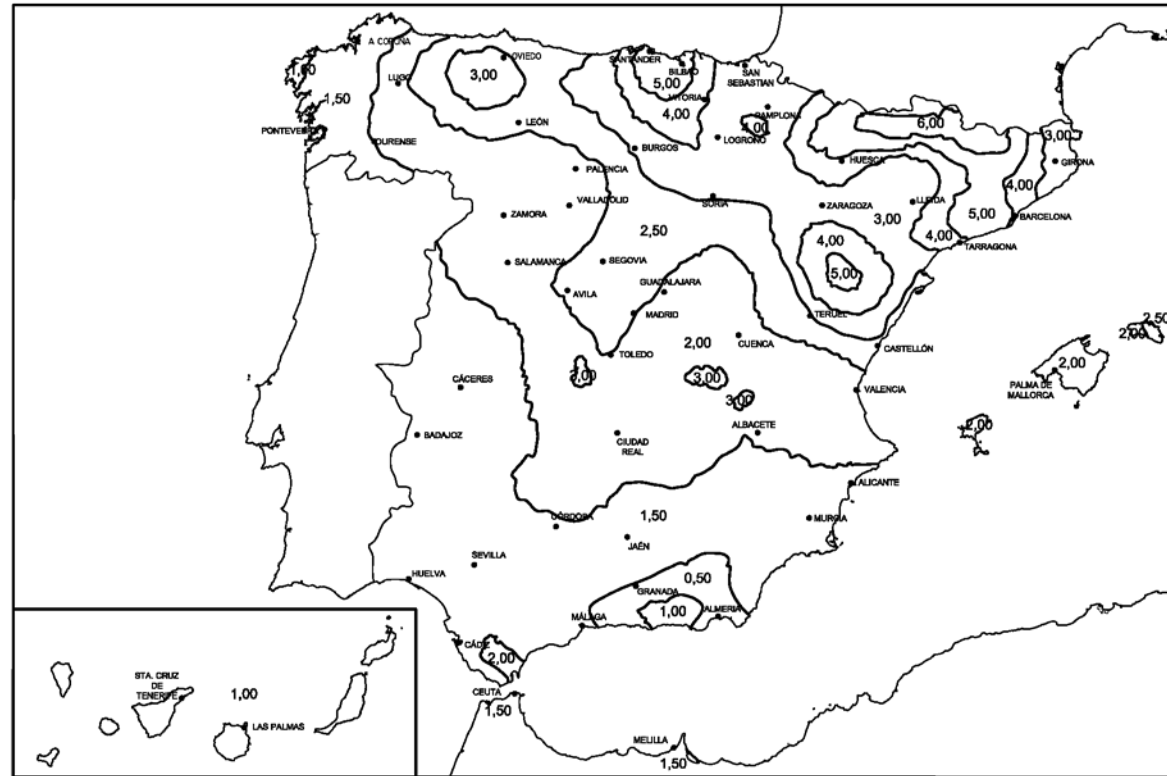 A CORUÑA
LUGO
OVIEDO
3,00
SANTANDER
BILBAO
5,00
SAN
SEBASTIAN
VITORIA
4,00
1,50
PONTEVEDRA
OURENSE
LEÓN
PAMPLONA
LOGROÑO
BURGOS
6,00
3,00
GIRONA
HUESCA
PALENCIA
VALLADOLID
ZAMORA
SORIA
ZARAGOZA
LLEIDA
3,00
4,00
5,00
BARCELONA
4,00
TARRAGONA
2,50
4,00
5,00
SALAMANCA
SEGOVIA
GUADALAJARA
AVILA
MADRID
TERUEL
TOLEDO
2,00
CUENCA
CASTELLÓN
2,50
2,00
2,00
PALMA DE
MALLORCA
3,00
3,00
3,00
CÁCERES
VALENCIA
2,00
BADAJOZ
CIUDAD
REAL
ALBACETE
ALICANTE
1,50
CÓRDOBA
MURCIA
JAÉN
SEVILLA
HUELVA
0,50
GRANADA
1,00
ALMERIA
MÁLAGA
CÁDIZ
2,00
CEUTA
1,50
MELILLA
1,50
STA. CRUZ
DE
TENERIFE
1,00
LAS PALMAS